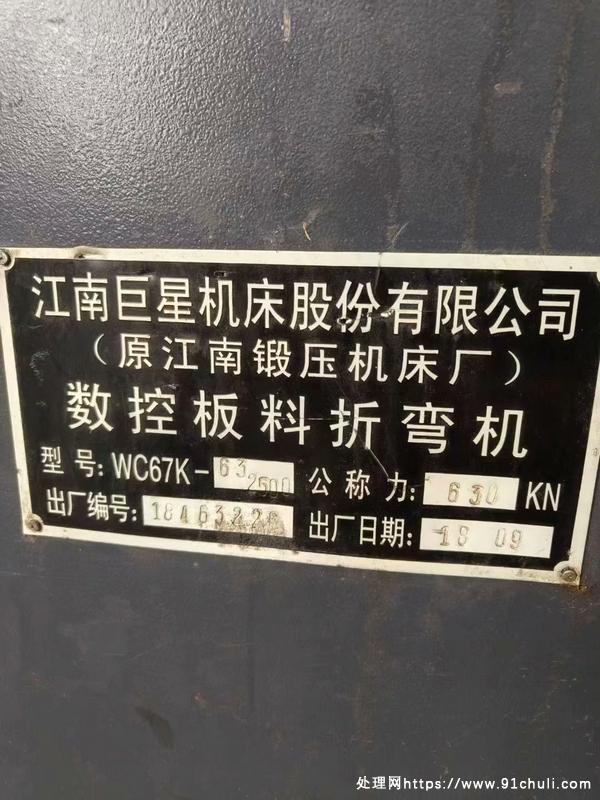 江南巨星机床股份有限公司
（原江南锻压机床厂）
数控板料折弯机
型号：WC67K-63/2500 公称力：630 KN
出厂编号： 出厂日期：18 09
处理网https://www.91chuli.com/